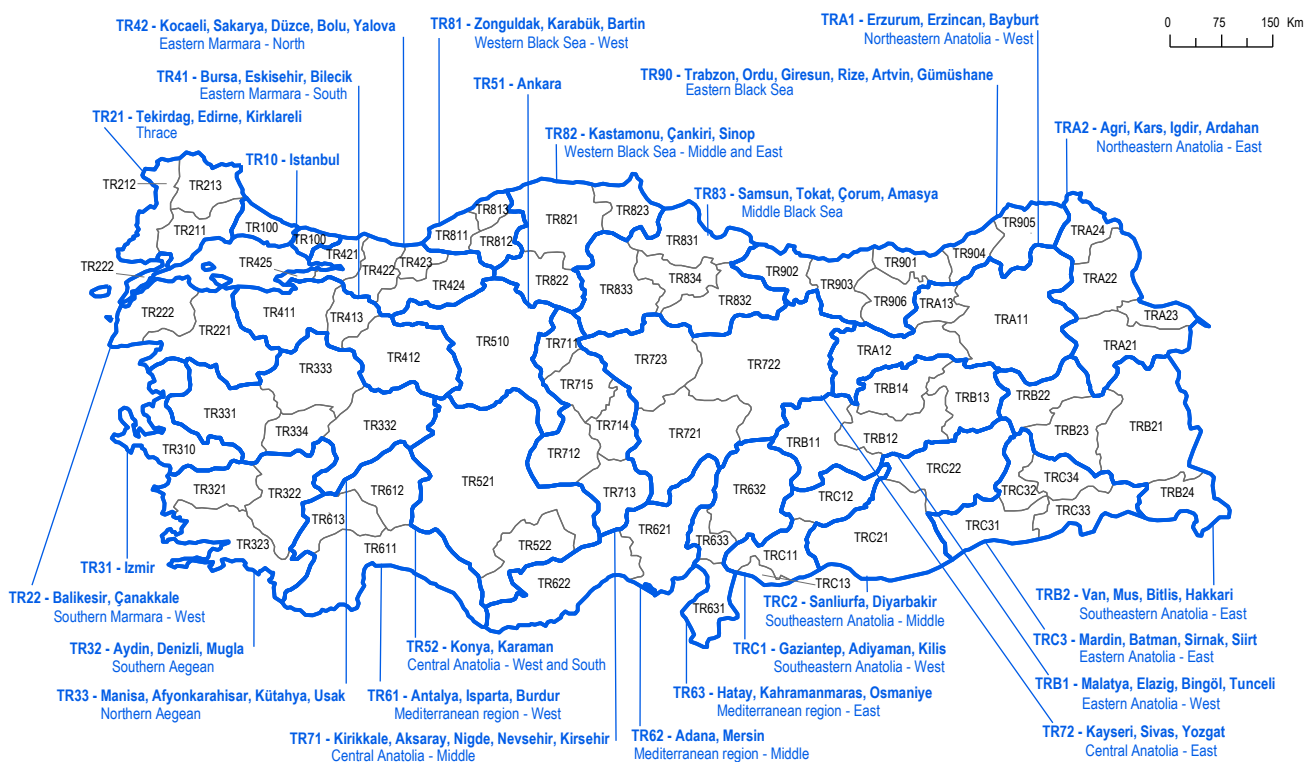 TR42 - Kocaeli, Sakarya, Düzce, Bolu, Yalova
Eastern Marmara - North
TR81 - Zonguldak, Karabük, Bartin
Western Black Sea - West
TRA1 - Erzurum, Erzincan, Bayburt
Northeastern Anatolia - West
0 75 150 Km
TR41 - Bursa, Eskisehir, Bilecik
Eastern Marmara - South
TR51 - Ankara
TR90 - Trabzon, Ordu, Giresun, Rize, Artvin, Gümüshane
Eastern Black Sea
TR21 - Tekirdag, Edirne, Kirklareli
Thrace
TR82 - Kastamonu, Çankiri, Sinop
Western Black Sea - Middle and East
TRA2 - Agri, Kars, Igdir, Ardahan
Northeastern Anatolia - East
TR10 - Istanbul
TR83 - Samsun, Tokat, Çorum, Amasya
Middle Black Sea
TR212
TR213
TR211
TR100
TR100
TR222
TR425
TR421
TR422
TR423
TR424
TR811
TR813
TR812
TR821
TR823
TR822
TR831
TR833
TR834
TR832
TR902
TR903
TR901
TR906
TR904
TR905
TRA13
TRA24
TRA22
TRA23
TRA11
TRA21
TRA12
TR222
TR221
TR411
TR413
TR412
TR510
TR711
TR723
TR722
TR333
TR715
TRB14
TRB13
TRB22
TRB23
TRB21
TR331
TR334
TR332
TR714
TR721
TRB11
TRB12
TR310
TR712
TRC22
TR321
TR322
TR612
TR521
TR713
TR632
TRC12
TRC32
TRC34
TRB24
TR613
TR323
TR611
TR522
TR621
TR633
TRC21
TRC31
TRC33
TR622
TRC11
TRC13
TR631
TR31 - Izmir
TR22 - Balikesir, Çanakkale
Southern Marmara - West
TRC2 - Sanliurfa, Diyarbakir
Southeastern Anatolia - Middle
TRB2 - Van, Mus, Bitlis, Hakkari
Southeastern Anatolia - East
TR32 - Aydin, Denizli, Mugla
Southern Aegean
TR52 - Konya, Karaman
Central Anatolia - West and South
TRC1 - Gaziantep, Adiyaman, Kilis
Southeastern Anatolia - West
TRC3 - Mardin, Batman, Sirnak, Siirt
Eastern Anatolia - East
TR33 - Manisa, Afyonkarahisar, Kütahya, Usak
Northern Aegean
TR61 - Antalya, Isparta, Burdur
Mediterranean region - West
TR63 - Hatay, Kahramanmaras, Osmaniye
Mediterranean region - East
TRB1 - Malatya, Elazig, Bingöl, Tunceli
Eastern Anatolia - West
TR71 - Kirikkale, Aksaray, Nigde, Nevsehir, Kirsehir
Central Anatolia - Middle
TR62 - Adana, Mersin
Mediterranean region - Middle
TR72 - Kayseri, Sivas, Yozgat
Central Anatolia - East